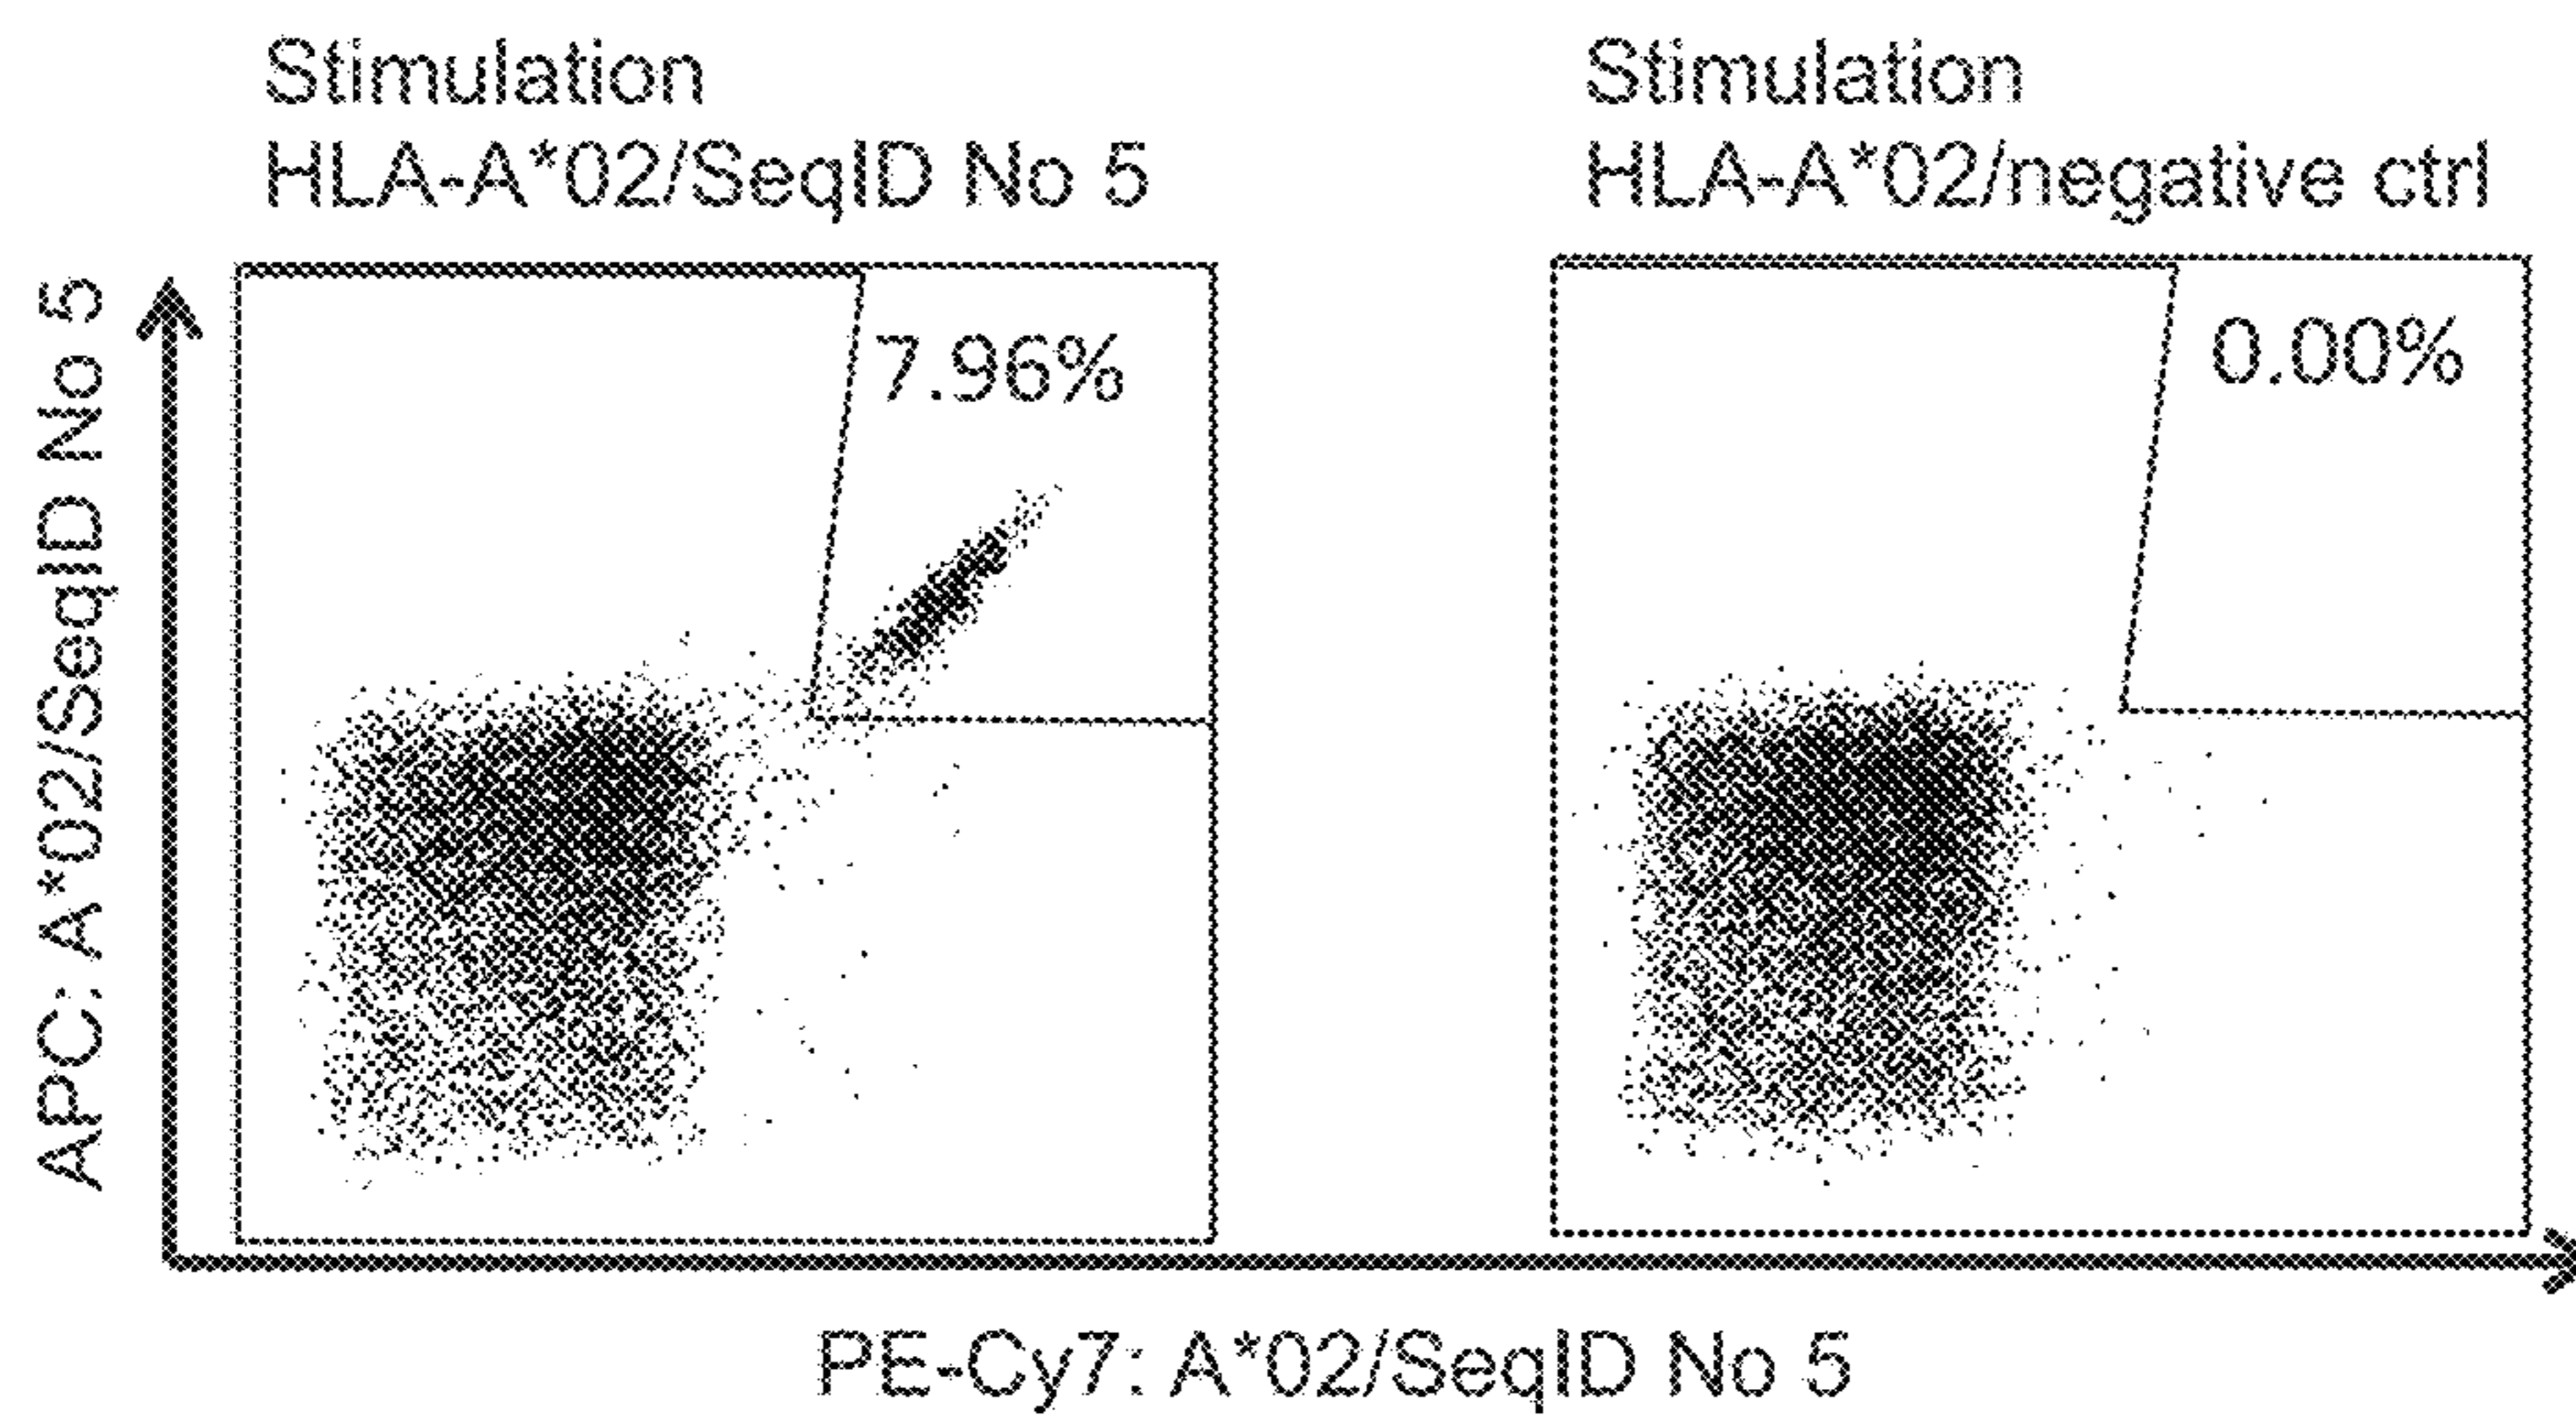 Stimulation
HLA-A*02/SeqID No 5
Stimulation
HLA-A*02/negative ctrl
APC: A*02/SeqID No 5
7.96%
0.00%
PE-Cy7: A*02/SeqID No 5